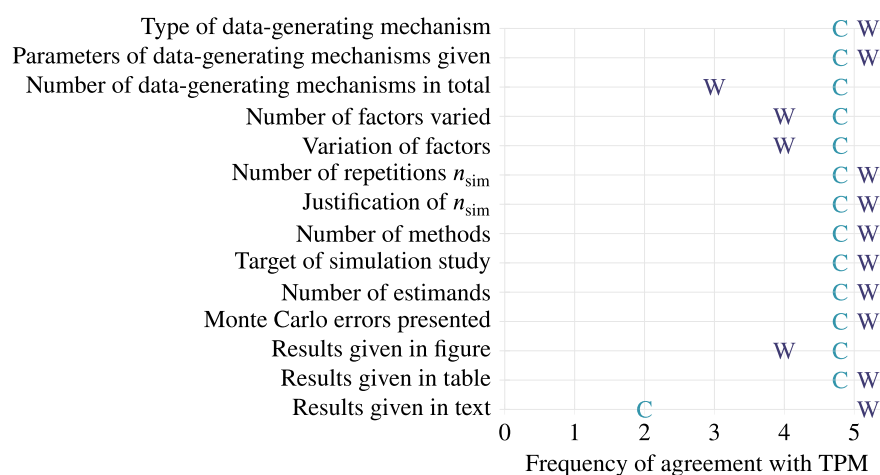 Type of data-generating mechanism C W
Parameters of data-generating mechanisms given C W
Number of data-generating mechanisms in total W C
Number of factors varied W C
Variation of factors W C
Number of repetitions n_sim C W
Justification of n_sim C W
Number of methods C W
Target of simulation study C W
Number of estimands C W
Monte Carlo errors presented C W
Results given in figure W C
Results given in table C W
Results given in text C W
0 1 2 3 4 5
Frequency of agreement with TPM